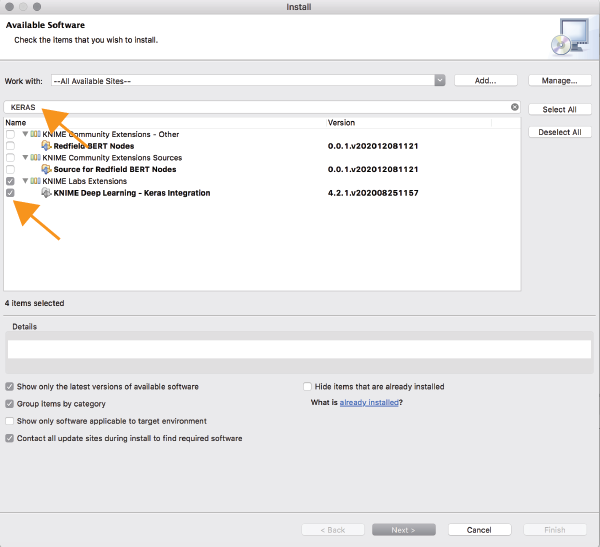 Install
Available Software
Check the items that you wish to install.
Work with: --All Available Sites-- Add... Manage...
KERAS Select All
Name Version
Deselect All
KNIME Community Extensions - Other
Redfield BERT Nodes 0.0.1.v202012081121
KNIME Community Extensions Sources
Source for Redfield BERT Nodes 0.0.1.v202012081121
KNIME Labs Extensions
KNIME Deep Learning - Keras Integration 4.2.1.v202008251157
4 items selected
Details
Show only the latest versions of available software Hide items that are already installed
Group items by category What is already installed?
Show only software applicable to target environment
Contact all update sites during install to find required software
< Back Next > Cancel Finish